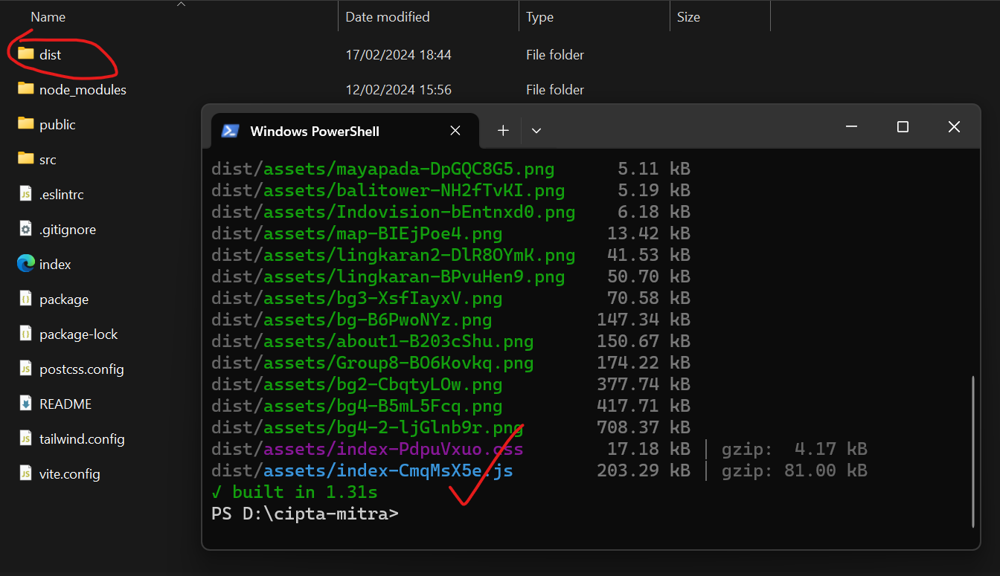 Name Date modified Type Size
dist 17/02/2024 18:44 File folder
node_modules 12/02/2024 15:56 File folder
public
src
.eslintrc
.gitignore
index
package
package-lock
postcss.config
README
tailwind.config
vite.config
Windows PowerShell
dist/assets/mayapada-DpGQC8G5.png 5.11 kB
dist/assets/balitower-NH2fTvKI.png 5.19 kB
dist/assets/Indovision-bEntnxd0.png 6.18 kB
dist/assets/map-BIEjPoe4.png 13.42 kB
dist/assets/lingkaran2-DlR8OYmK.png 41.53 kB
dist/assets/lingkaran-BPvuHen9.png 50.70 kB
dist/assets/bg3-XsfIayxV.png 70.58 kB
dist/assets/bg-B6PwoNYz.png 147.34 kB
dist/assets/about1-B203cShu.png 150.67 kB
dist/assets/Group8-BO6Kovkq.png 174.22 kB
dist/assets/bg2-CbqtyLOw.png 377.74 kB
dist/assets/bg4-B5mL5Fcq.png 417.71 kB
dist/assets/bg4-2-ljGlnb9r.png 708.37 kB
dist/assets/index-PdpuVxuo.css 17.18 kB │ gzip: 4.17 kB
dist/assets/index-CmqMsX5e.js 203.29 kB │ gzip: 81.00 kB
√ built in 1.31s
PS D:\cipta-mitra>